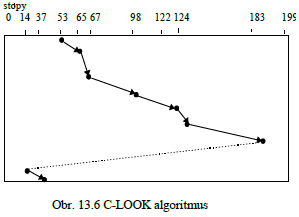 stopy
0 14 37 53 65 67 98 122 124 183 199
Obr. 13.6 C-LOOK algoritmus